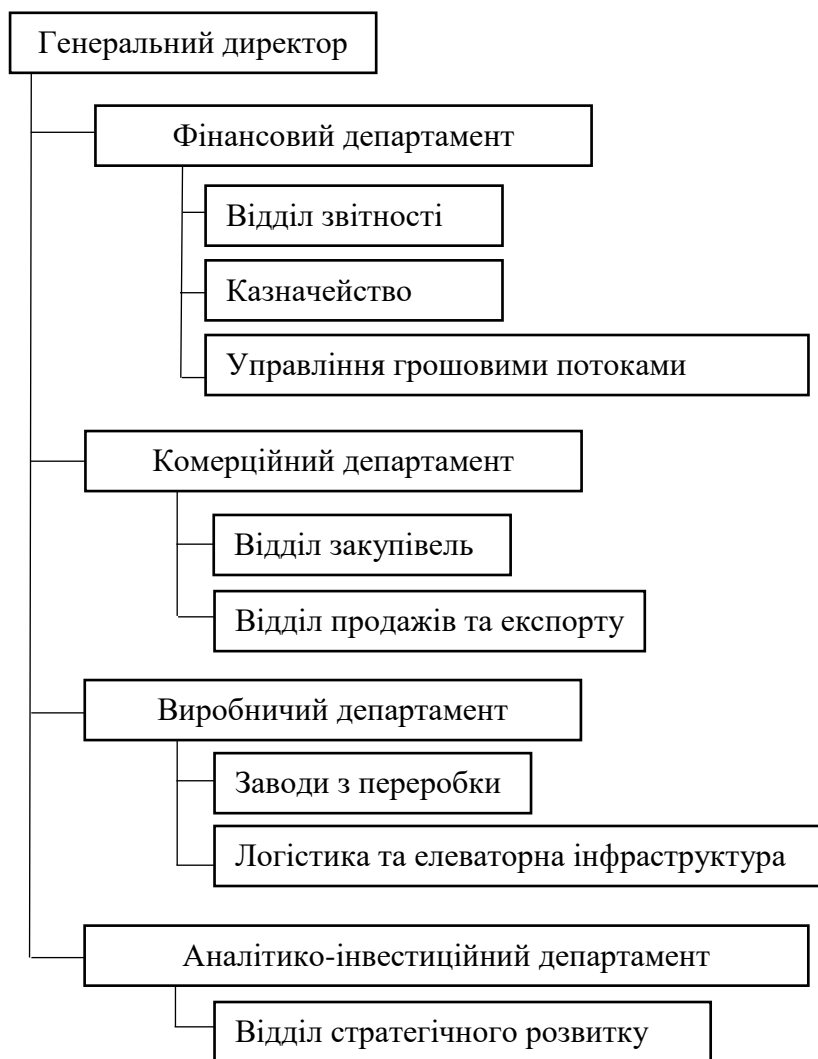 Генеральний директор
Фінансовий департамент
Відділ звітності
Казначейство
Управління грошовими потоками
Комерційний департамент
Відділ закупівель
Відділ продажів та експорту
Виробничий департамент
Заводи з переробки
Логістика та елеваторна інфраструктура
Аналітико-інвестиційний департамент
Відділ стратегічного розвитку